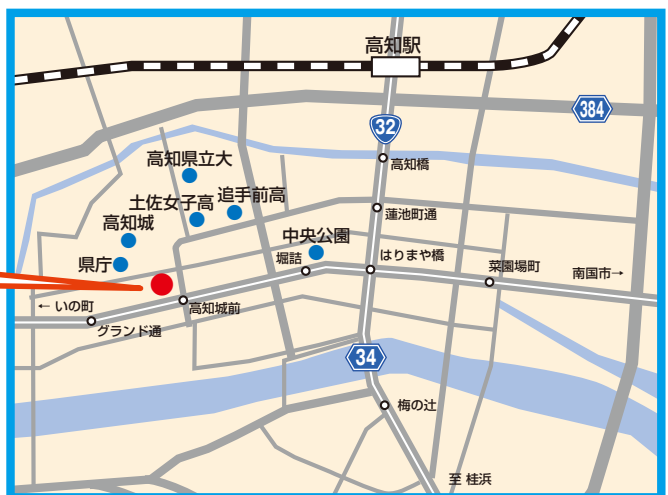 高知駅
384
32
高知橋
高知県立大
土佐女子高
追手前高
蓮池町通
高知城
中央公園
県庁
堀詰
はりまや橋
菜園場町
南国市→
← いの町
高知城前
グランド通
34
梅の辻
至 桂浜